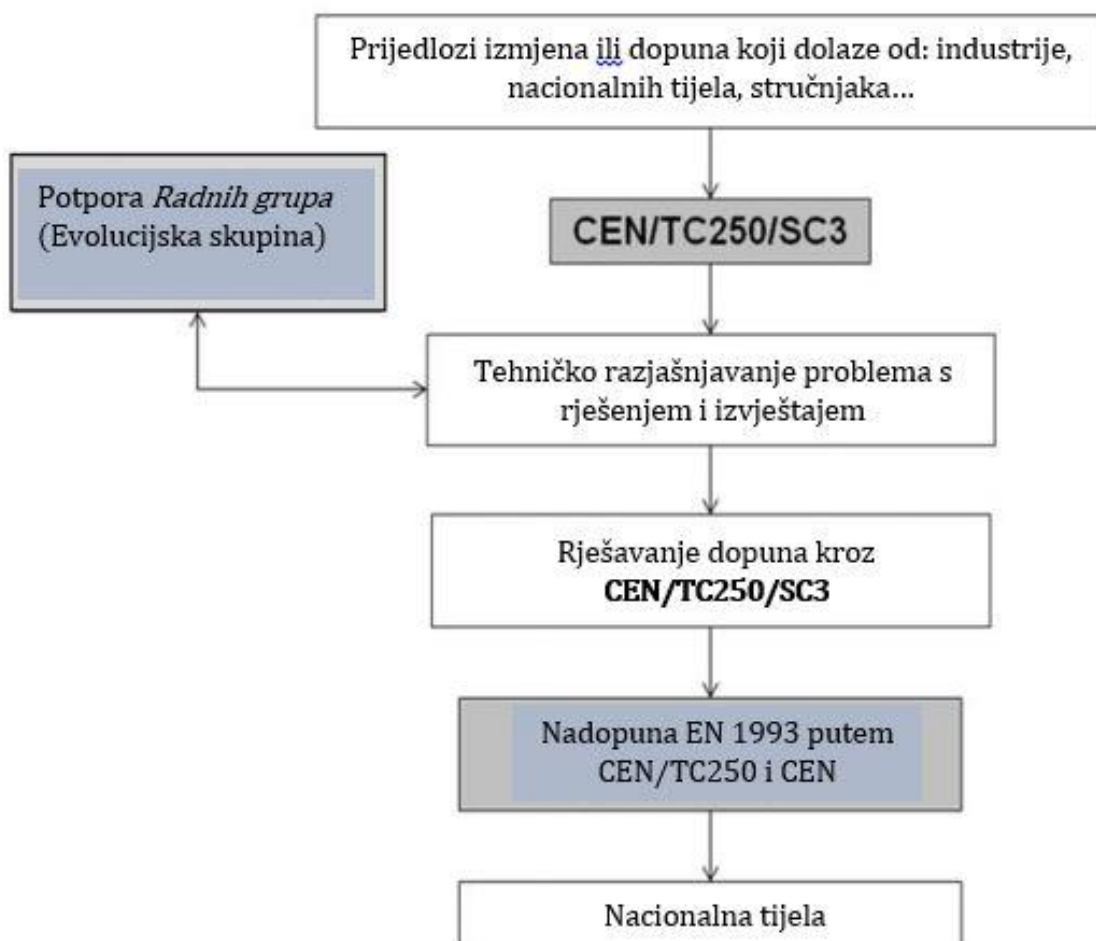 Prijedlozi izmjena ili dopuna koji dolaze od: industrije,
nacionalnih tijela, stručnjaka...
Potpora Radnih grupa
(Evolucijska skupina)
CEN/TC250/SC3
Tehničko razjašnjavanje problema s
rješenjem i izvještajem
Rješavanje dopuna kroz
CEN/TC250/SC3
Nadopuna EN 1993 putem
CEN/TC250 i CEN
Nacionalna tijela